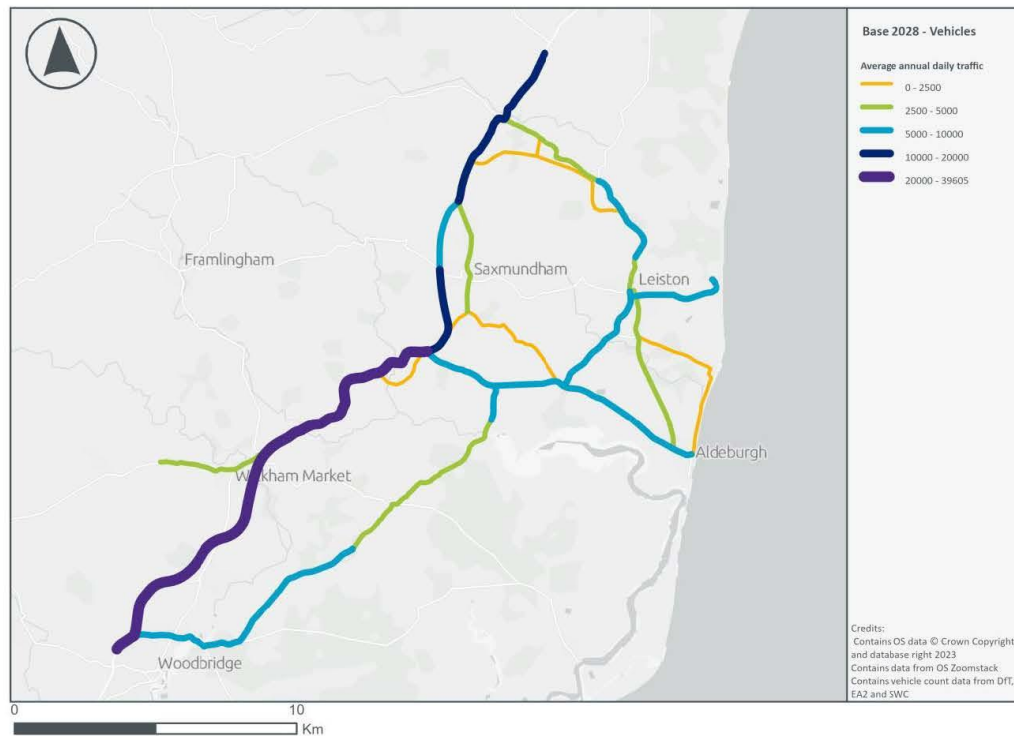 Base 2028 - Vehicles
Average annual daily traffic
0 - 2500
2500 - 5000
5000 - 10000
10000 - 20000
20000 - 39605
Framlingham
Saxmundham
Leiston
Aldeburgh
Wickham Market
Woodbridge
Credits:
Contains OS data © Crown Copyright
and database right 2023
Contains data from OS Zoomstack
Contains vehicle count data from DfT,
EA2 and SWC
0
10
Km